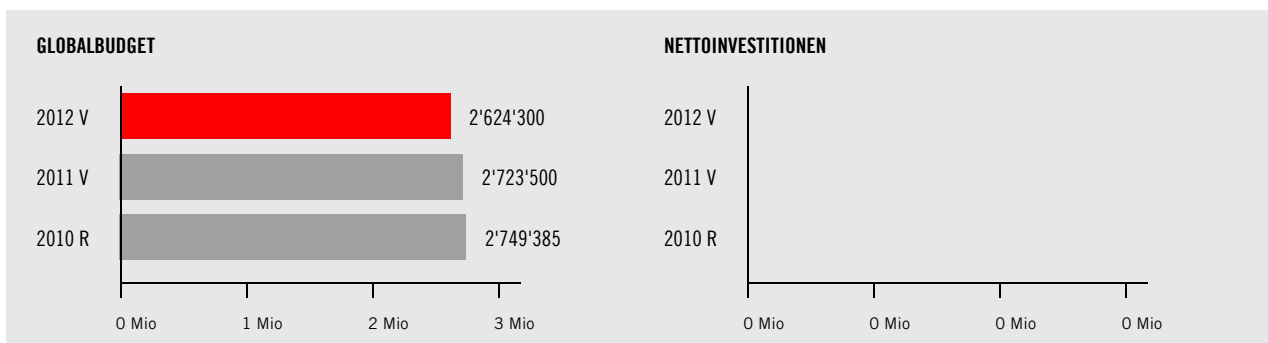 GLOBALBUDGET
2012 V 2'624'300
2011 V 2'723'500
2010 R 2'749'385
0 Mio 1 Mio 2 Mio 3 Mio
NETTOINVESTITIONEN
2012 V
2011 V
2010 R
0 Mio 0 Mio 0 Mio 0 Mio